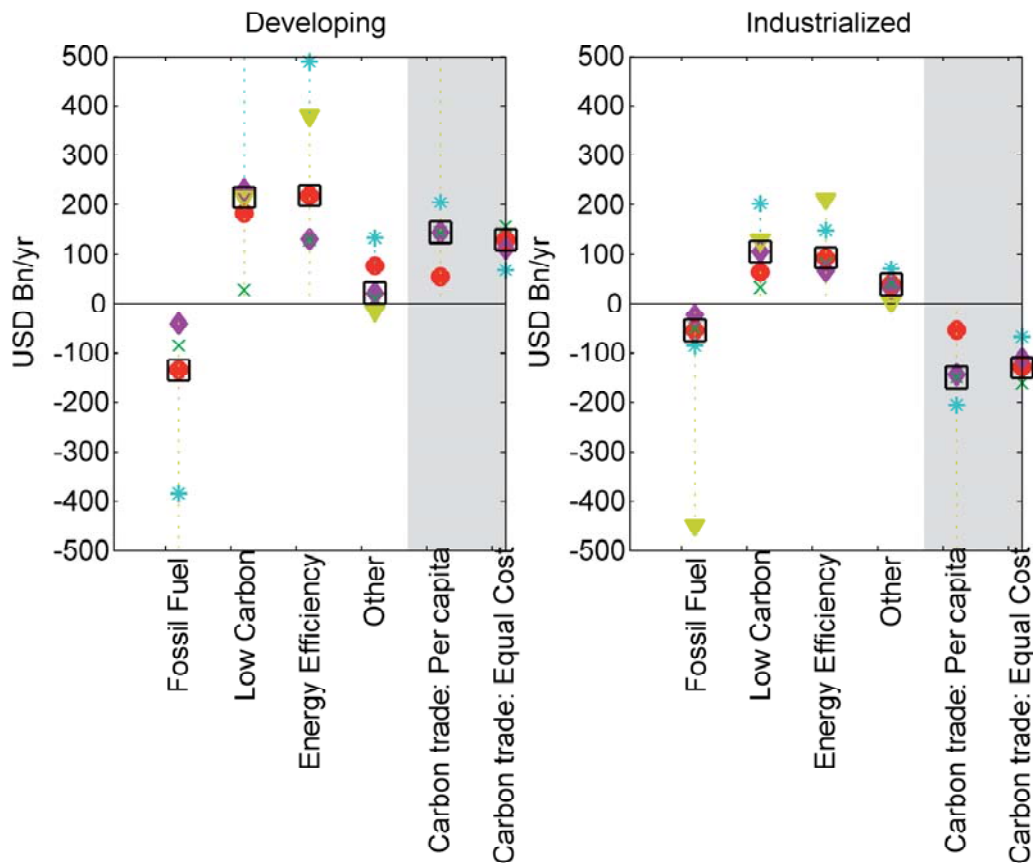 Developing
USD Bn/yr
500
400
300
200
100
0
-100
-200
-300
-400
-500
Fossil Fuel
Low Carbon
Energy Efficiency
Other
Carbon trade: Per capita
Carbon trade: Equal Cost
Industrialized
USD Bn/yr
500
400
300
200
100
0
-100
-200
-300
-400
-500
Fossil Fuel
Low Carbon
Energy Efficiency
Other
Carbon trade: Per capita
Carbon trade: Equal Cost